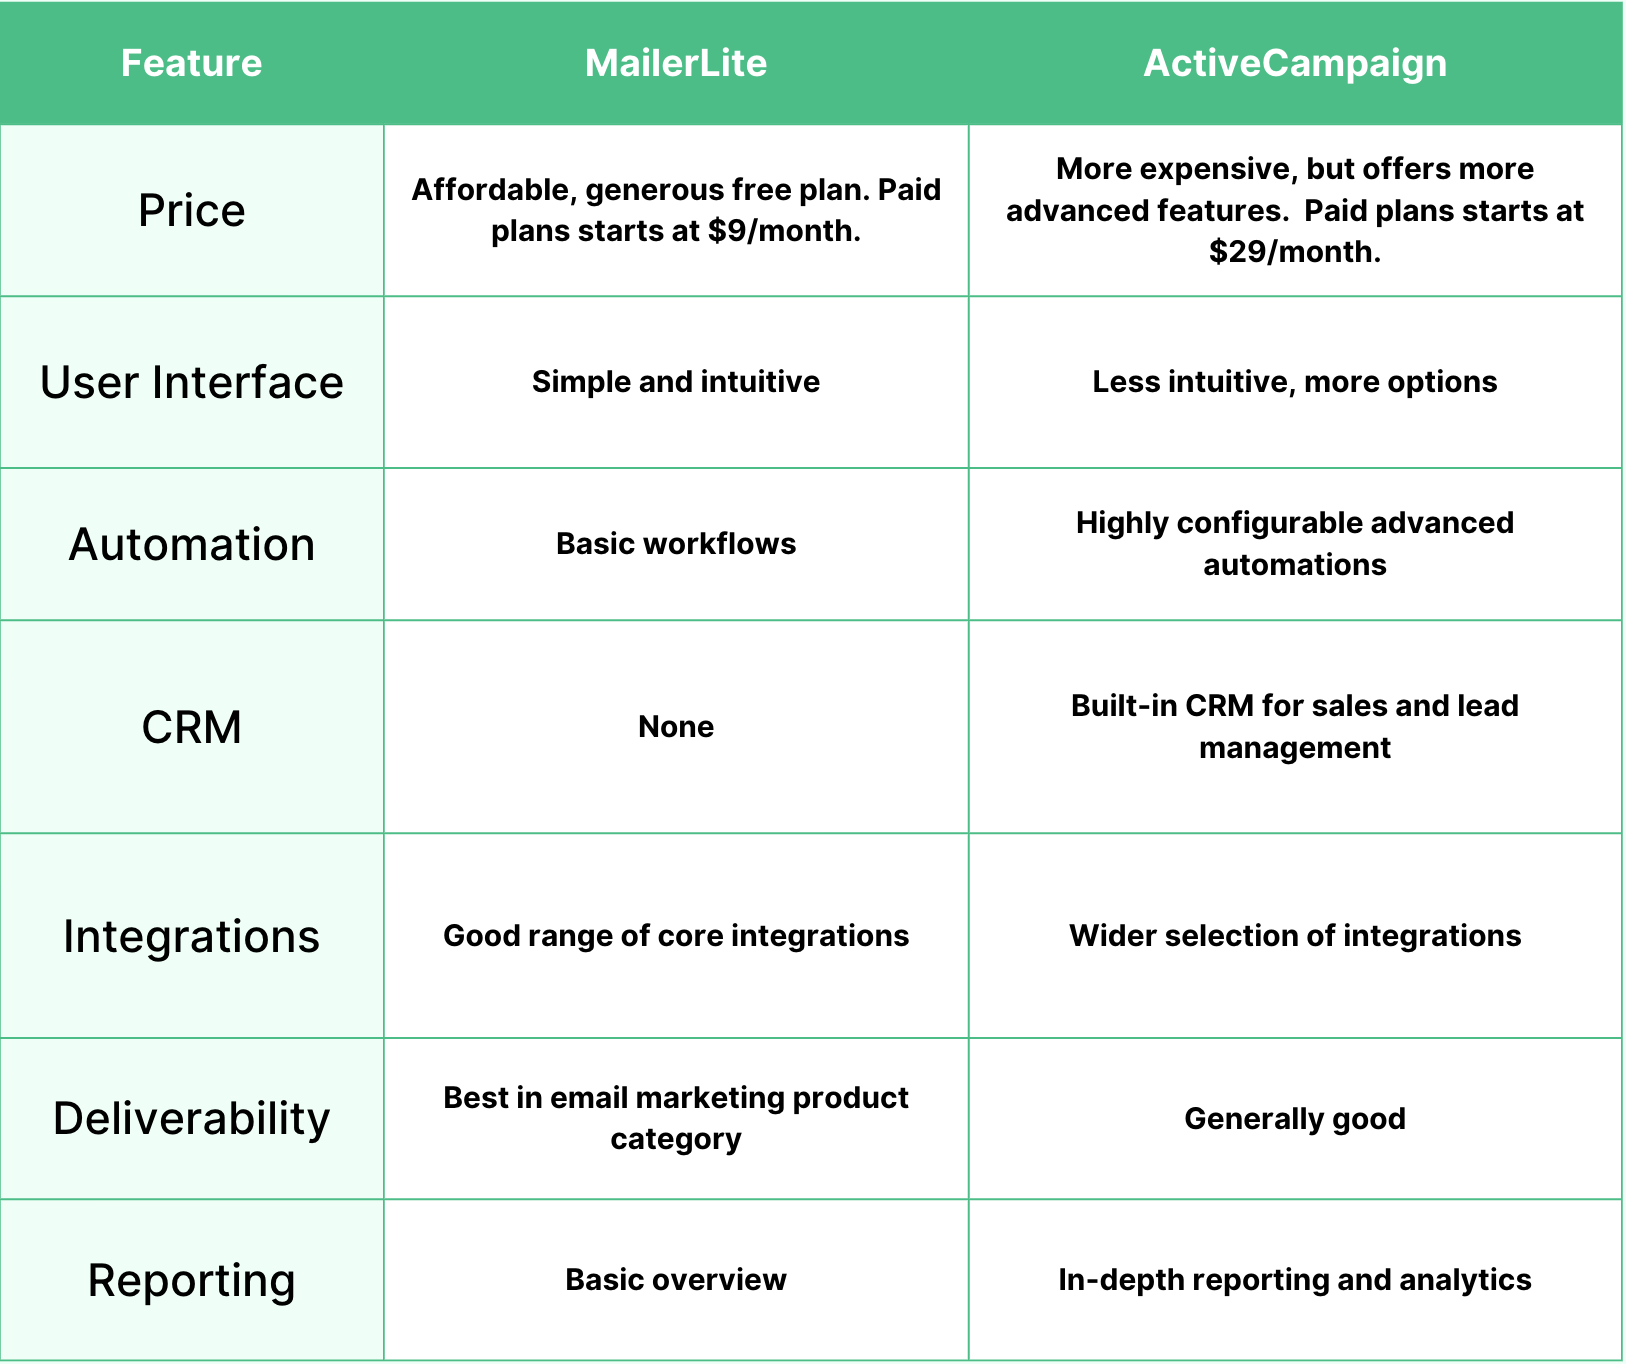 Feature
MailerLite
ActiveCampaign
Price
Affordable, generous free plan. Paid
plans starts at $9/month.
More expensive, but offers more
advanced features.  Paid plans starts at
$29/month.
User Interface
Simple and intuitive
Less intuitive, more options
Automation
Basic workflows
Highly configurable advanced
automations
CRM
None
Built-in CRM for sales and lead
management
Integrations
Good range of core integrations
Wider selection of integrations
Deliverability
Best in email marketing product
category
Generally good
Reporting
Basic overview
In-depth reporting and analytics